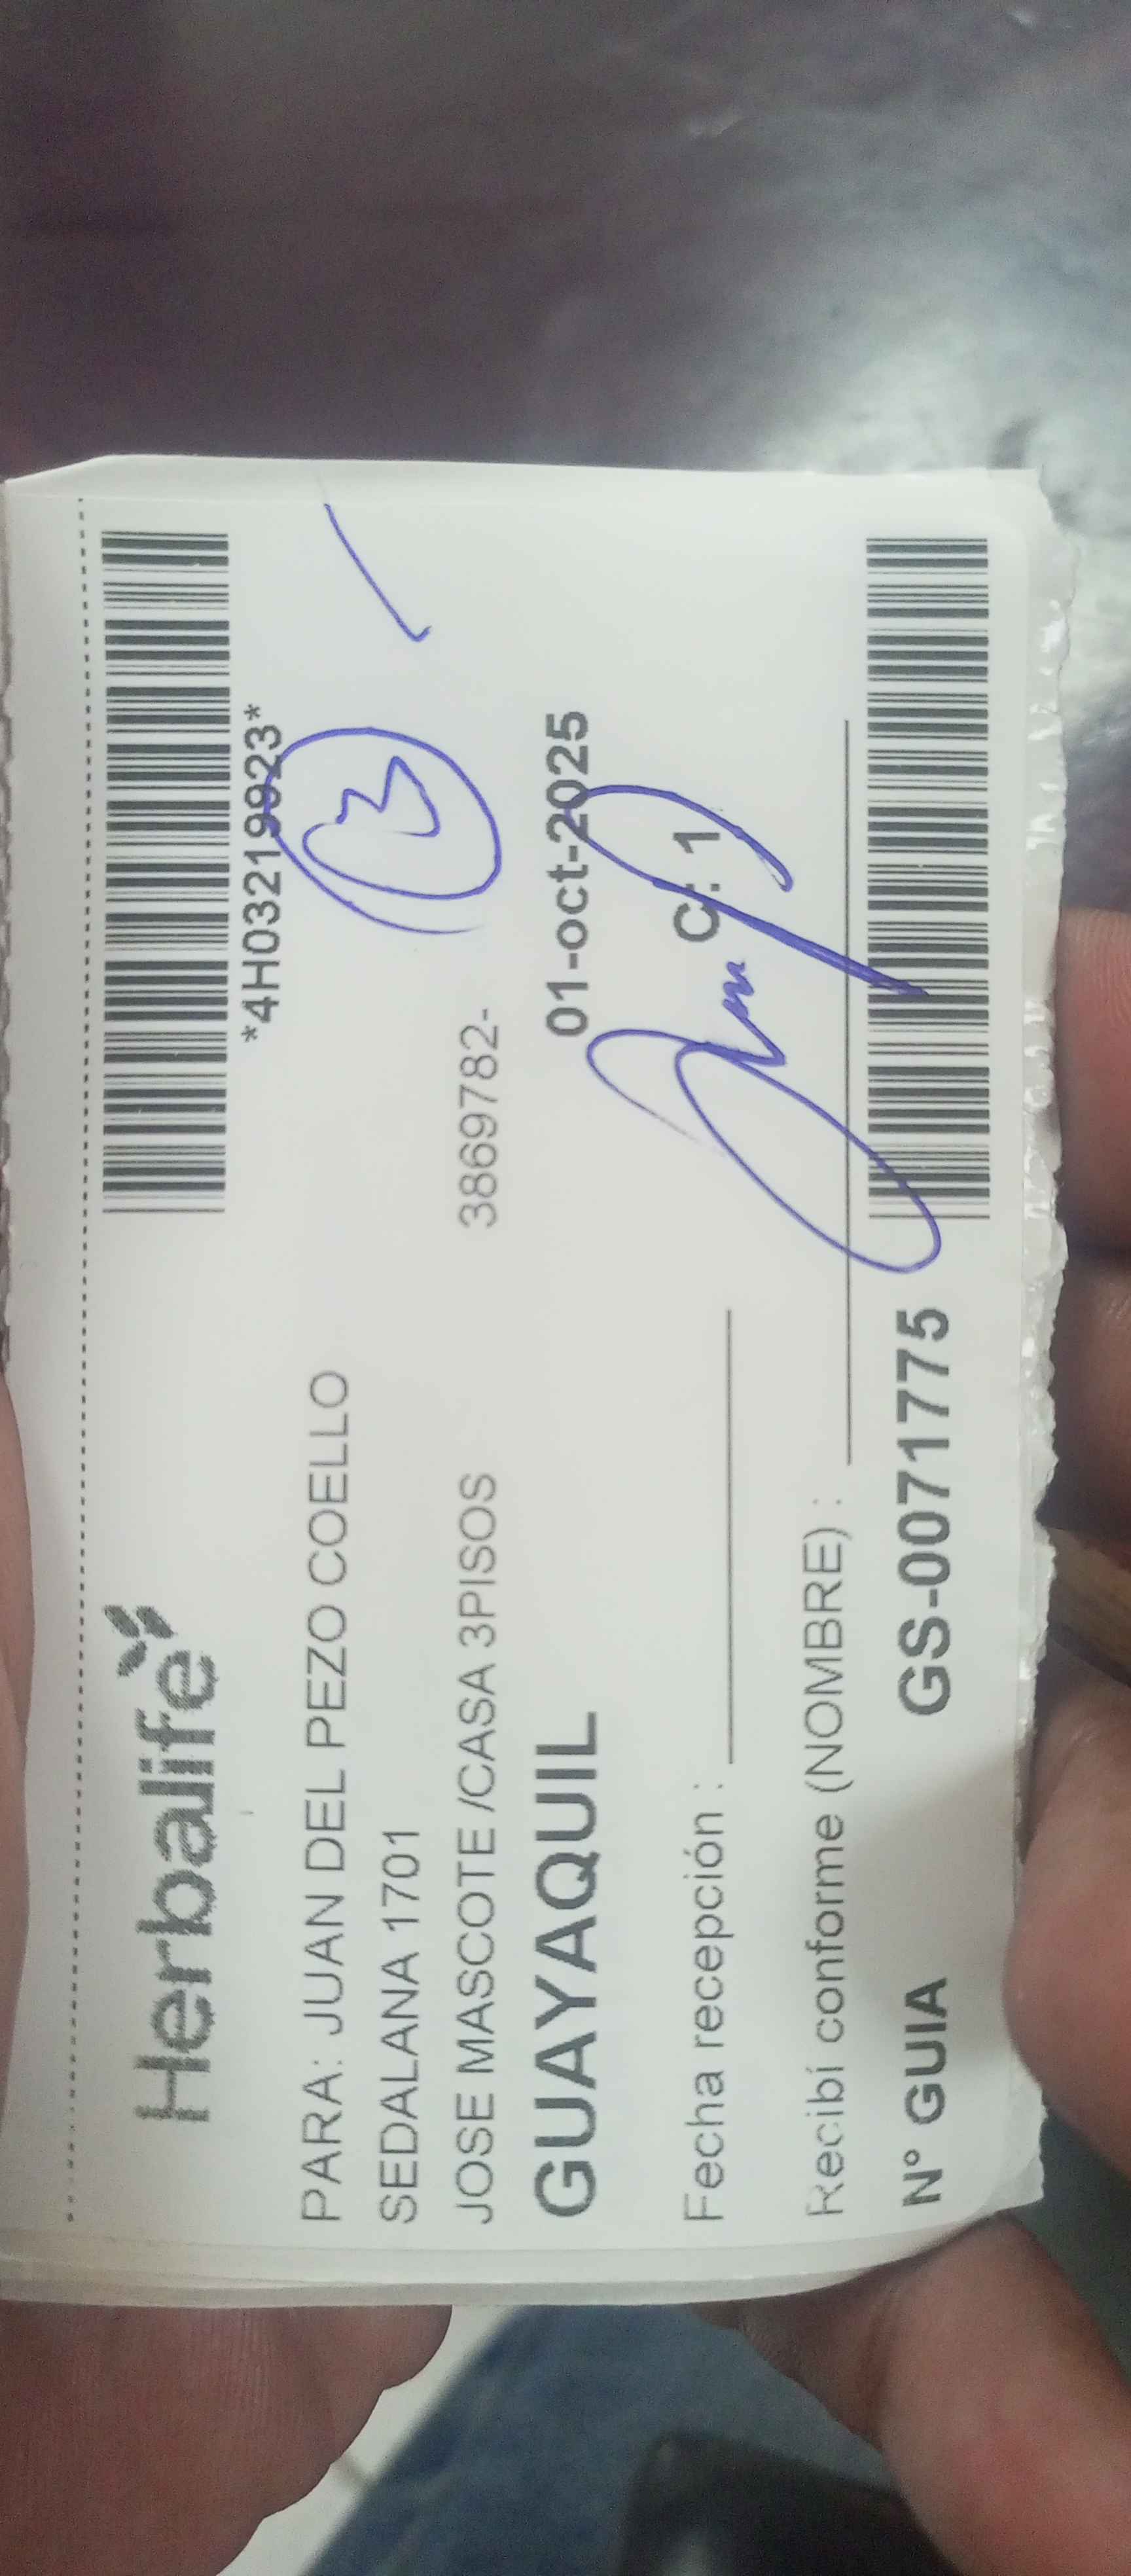 Herbalife
*4H03219923*
PARA: JUAN DEL PEZO COELLO
SEDALANA 1701
JOSE MASCOTE /CASA 3PISOS 3869782-
GUAYAQUIL 01-oct-2025
Fecha recepción : C: 1
Recibí conforme (NOMBRE) :
N° GUIA GS-0071775